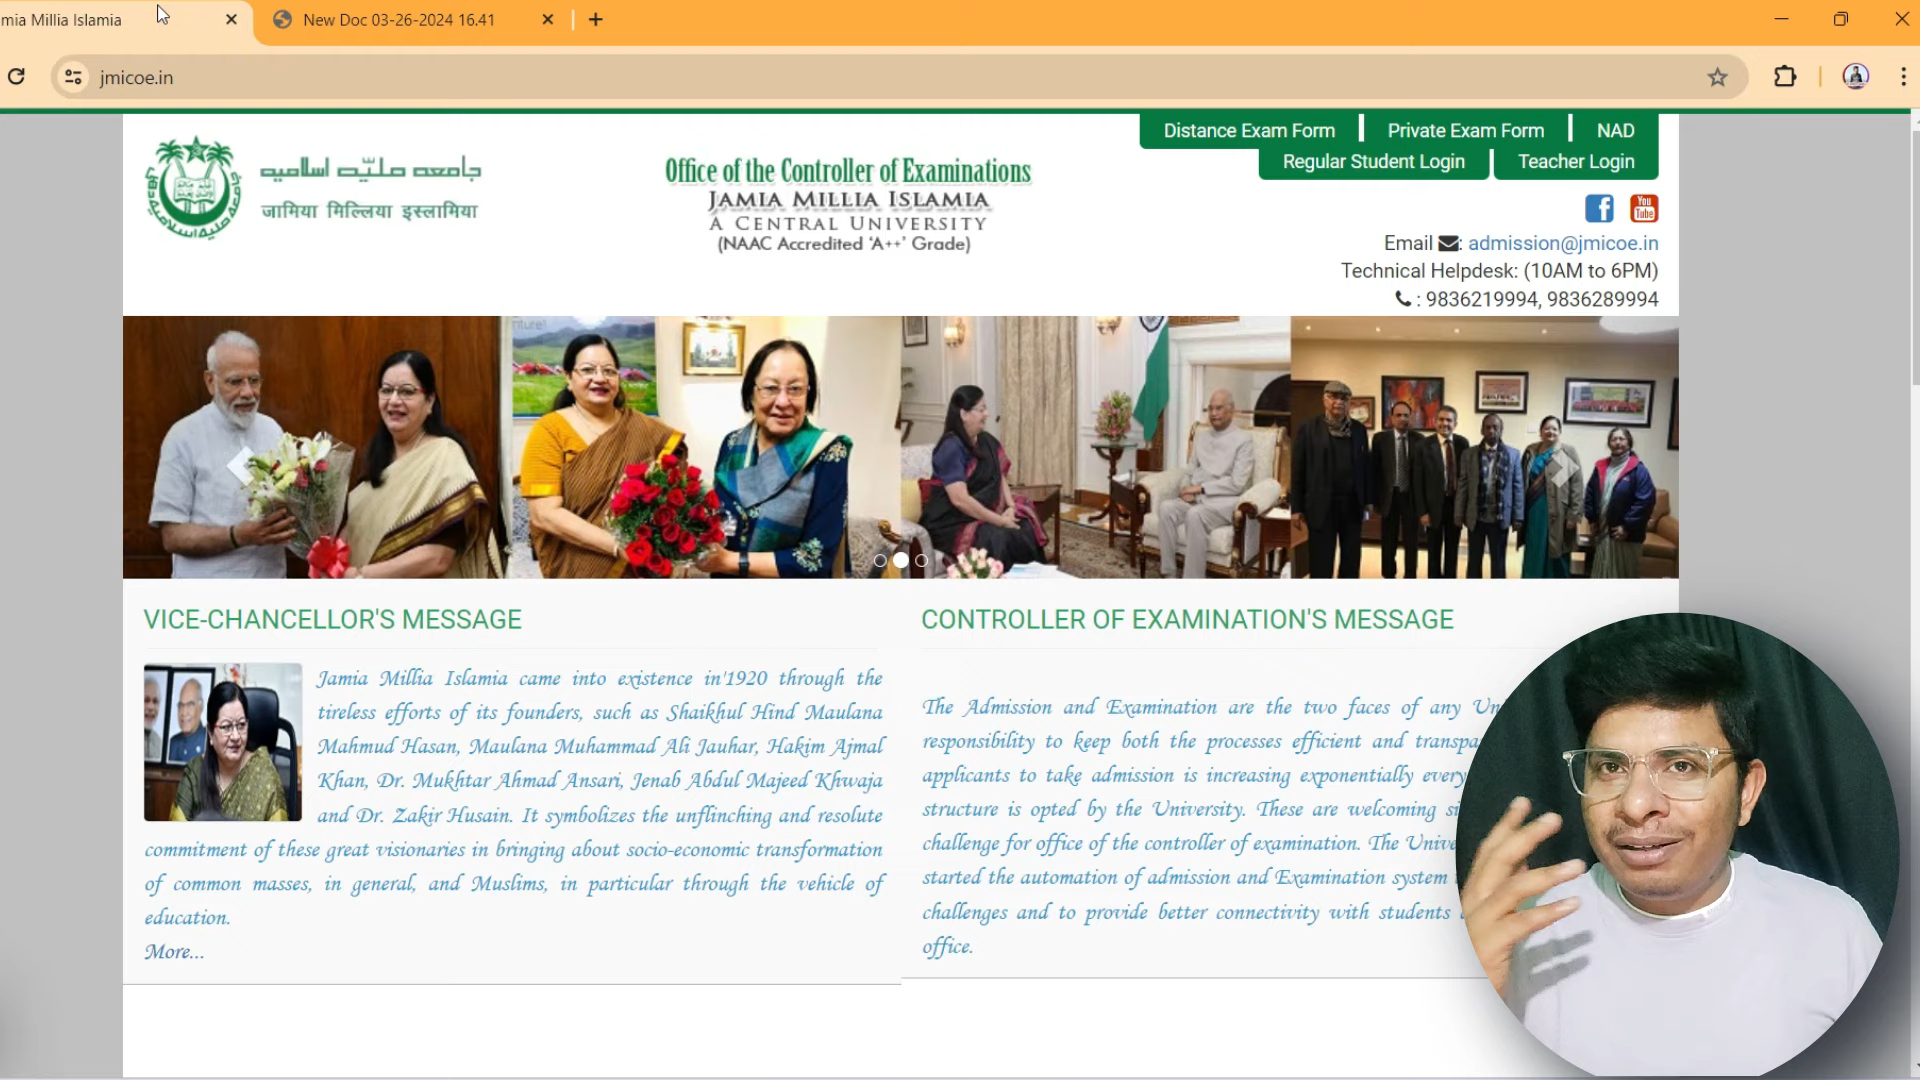 mia Millia Islamia
New Doc 03-26-2024 16.41
jmicoe.in
Distance Exam Form
Private Exam Form
NAD
Regular Student Login
Teacher Login
جامعه ملیّہ اسلامیہ
जामिया मिल्लिया इस्लामिया
Office of the Controller of Examinations
JAMIA MILLIA ISLAMIA
A CENTRAL UNIVERSITY
(NAAC Accredited 'A++' Grade)
You
Tube
Email : admission@jmicoe.in
Technical Helpdesk: (10AM to 6PM)
: 9836219994, 9836289994
VICE-CHANCELLOR'S MESSAGE
Jamia Millia Islamia came into existence in'1920 through the
tireless efforts of its founders, such as Shaikhul Hind Maulana
Mahmud Hasan, Maulana Muhammad Ali Jauhar, Hakim Ajmal
Khan, Dr. Mukhtar Ahmad Ansari, Jenab Abdul Majeed Khwaja
and Dr. Zakir Husain. It symbolizes the unflinching and resolute
commitment of these great visionaries in bringing about socio-economic transformation
of common masses, in general, and Muslims, in particular through the vehicle of
education.
More...
CONTROLLER OF EXAMINATION'S MESSAGE
The Admission and Examination are the two faces of any Un
responsibility to keep both the processes efficient and transpa
applicants to take admission is increasing exponentially every
structure is opted by the University. These are welcoming si
challenge for office of the controller of examination. The Unive
started the automation of admission and Examination system
challenges and to provide better connectivity with students
office.